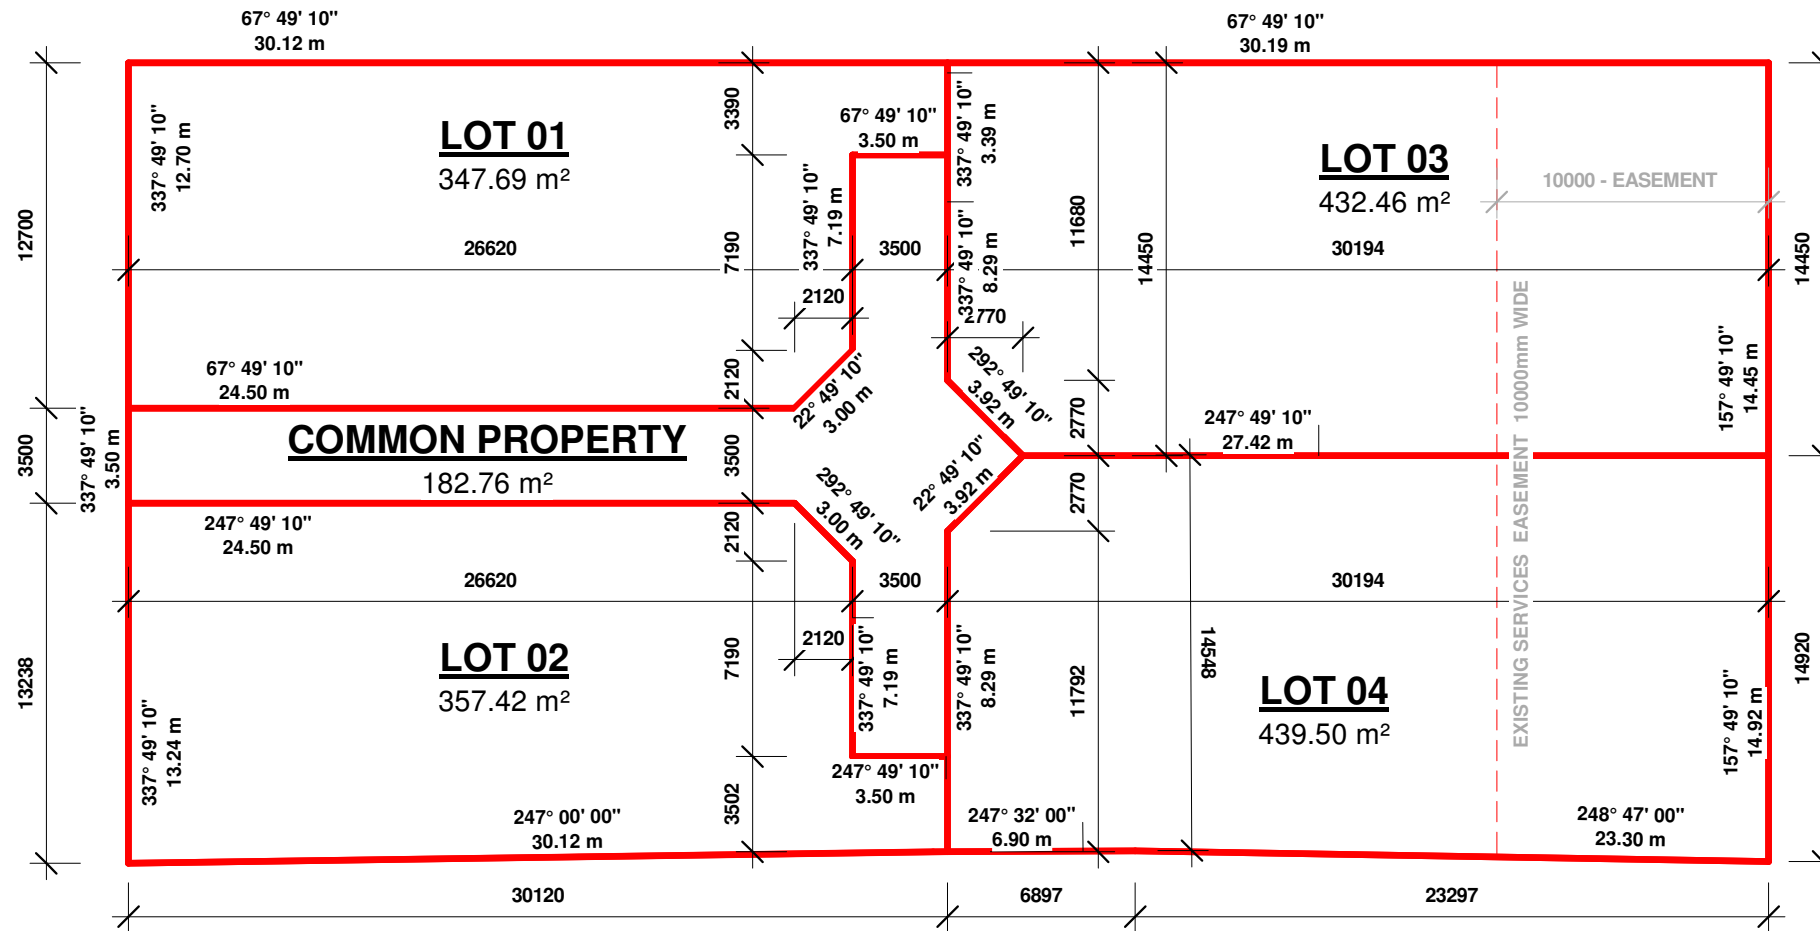 67° 49' 10"
30.12 m
67° 49' 10"
30.19 m
12700
3500
13238
337° 49' 10"
12.70 m
LOT 01
347.69 m²
3390
67° 49' 10"
3.50 m
337° 49' 10"
3.39 m
LOT 03
432.46 m²
10000 - EASEMENT
14450
26620
7190
337° 49' 10"
7.19 m
3500
337° 49' 10"
8.29 m
11680
14450
30194
2120
2770
EXISTING SERVICES EASEMENT 10000mm WIDE
157° 49' 10"
14.45 m
67° 49' 10"
24.50 m
2120
22° 49' 10"
3.00 m
292° 49' 10"
3.92 m
2770
247° 49' 10"
27.42 m
337° 49' 10"
3.50 m
COMMON PROPERTY
182.76 m²
3500
22° 49' 10"
3.92 m
2770
247° 49' 10"
24.50 m
2120
292° 49' 10"
3.00 m
26620
3500
30194
LOT 02
357.42 m²
7190
2120
337° 49' 10"
7.19 m
337° 49' 10"
8.29 m
11792
14548
LOT 04
439.50 m²
14920
157° 49' 10"
14.92 m
337° 49' 10"
13.24 m
3502
247° 49' 10"
3.50 m
247° 00' 00"
30.12 m
247° 32' 00"
6.90 m
248° 47' 00"
23.30 m
30120
6897
23297